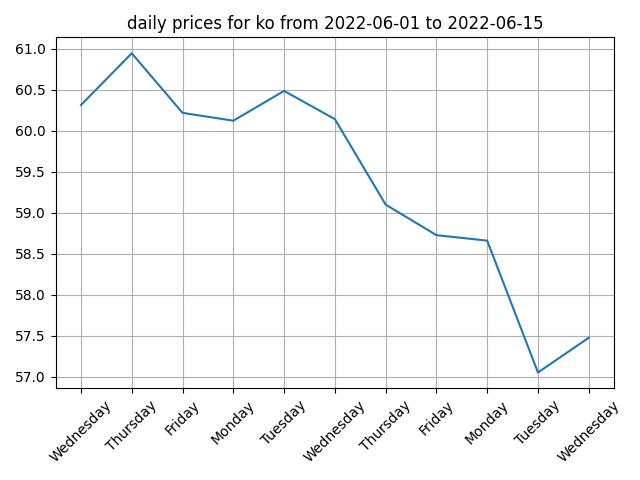 daily prices for ko from 2022-06-01 to 2022-06-15
61.0
60.5
60.0
59.5
59.0
58.5
58.0
57.5
57.0
Wednesday
Thursday
Friday
Monday
Tuesday
Wednesday
Thursday
Friday
Monday
Tuesday
Wednesday